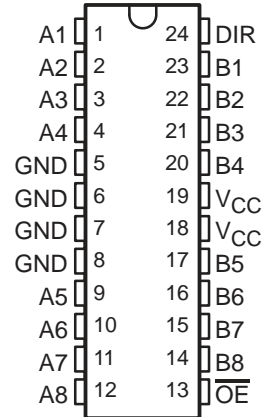 A1 1 24 DIR
A2 2 23 B1
A3 3 22 B2
A4 4 21 B3
GND 5 20 B4
GND 6 19 VCC
GND 7 18 VCC
GND 8 17 B5
A5 9 16 B6
A6 10 15 B7
A7 11 14 B8
A8 12 13 O̅E̅